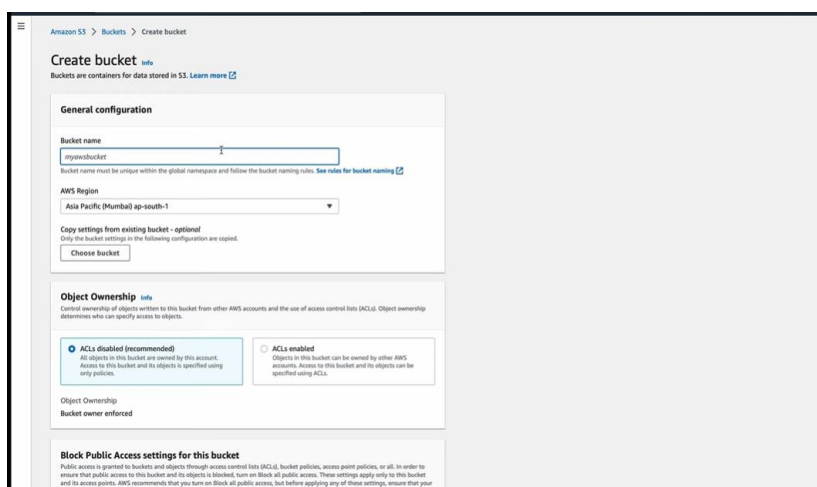 Amazon S3 > Buckets > Create bucket
Create bucket Info
Buckets are containers for data stored in S3. Learn more
General configuration
Bucket name
myawsbucket
Bucket name must be unique within the global namespace and follow the bucket naming rules. See rules for bucket naming
AWS Region
Asia Pacific (Mumbai) ap-south-1
Copy settings from existing bucket - optional
Only the bucket settings in the following configuration are copied.
Choose bucket
Object Ownership Info
Control ownership of objects written to this bucket from other AWS accounts and the use of access control lists (ACLs). Object ownership
determines who can specify access to objects.
ACLs disabled (recommended)
All objects in this bucket are owned by this account.
Access to this bucket and its objects is specified using
only policies.
ACLs enabled
Objects in this bucket can be owned by other AWS
accounts. Access to this bucket and its objects can be
specified using ACLs.
Object Ownership
Bucket owner enforced
Block Public Access settings for this bucket
Public access is granted to buckets and objects through access control lists (ACLs), bucket policies, access point policies, or all. In order to
ensure that public access to this bucket and its objects is blocked, turn on Block all public access. These settings apply only to this bucket
and its access points. AWS recommends that you turn on Block all public access, but before applying any of these settings, ensure that your